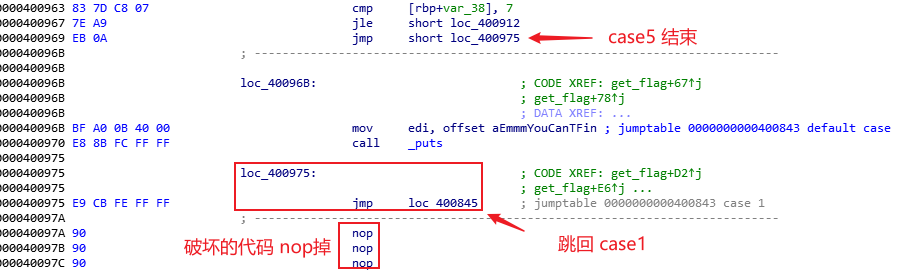 0000400963 83 7D C8 07 cmp [rbp+var_38], 7
0000400967 7E A9 jle short loc_400912
0000400969 EB 0A jmp short loc_400975 case5 结束
000040096B ; ---------------------------------------------------------------------------
000040096B
000040096B loc_40096B: ; CODE XREF: get_flag+67↑j
000040096B ; get_flag+78↑j
000040096B ; DATA XREF: ...
000040096B BF A0 0B 40 00 mov edi, offset aEmmmYouCanTFin ; jumptable 0000000000400843 default case
0000400970 E8 8B FC FF FF call _puts
0000400975
0000400975 loc_400975: ; CODE XREF: get_flag+D2↑j
0000400975 ; get_flag+E6↑j ...
0000400975 E9 CB FE FF FF jmp loc_400845 ; jumptable 0000000000400843 case 1
000040097A ; ---------------------------------------------------------------------------
000040097A 90 nop
000040097B 90 nop
000040097C 90 nop
破坏的代码 nop掉
跳回 case1